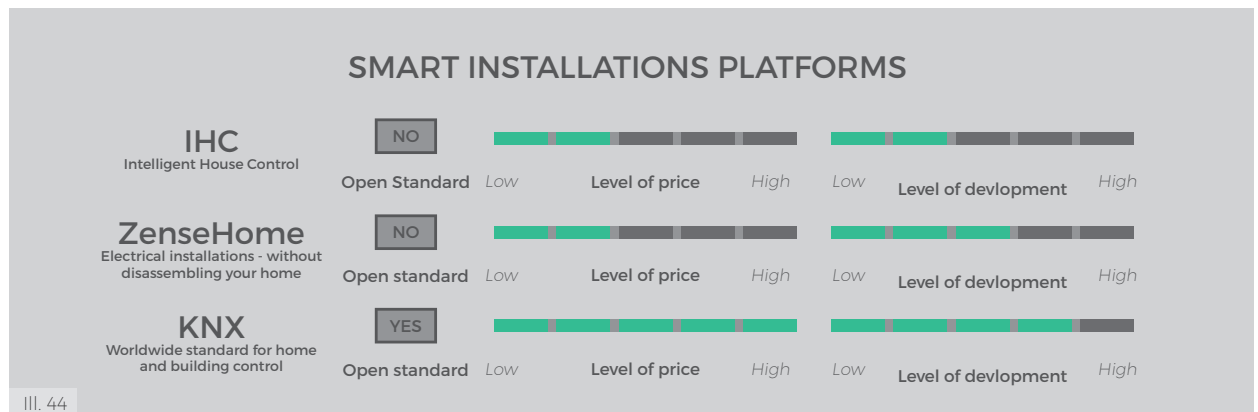 SMART INSTALLATIONS PLATFORMS
IHC
Intelligent House Control
NO
Open Standard Low Level of price High Low Level of devlopment High
ZenseHome
Electrical installations - without
disassembling your home
NO
Open standard Low Level of price High Low Level of devlopment High
KNX
Worldwide standard for home
and building control
YES
Open standard Low Level of price High Low Level of devlopment High
Ill. 44